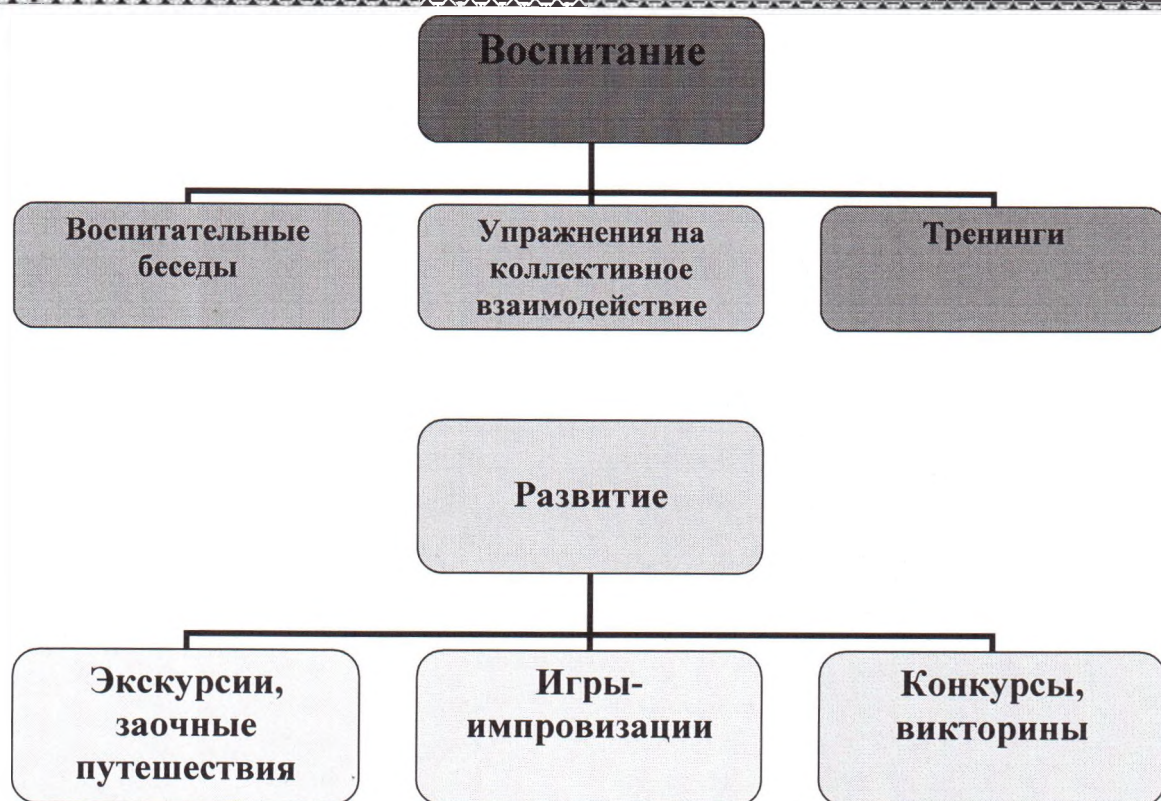 Воспитание
Воспитательные
беседы
Упражнения на
коллективное
взаимодействие
Тренинги
Развитие
Экскурсии,
заочные
путешествия
Игры-
импровизации
Конкурсы,
викторины